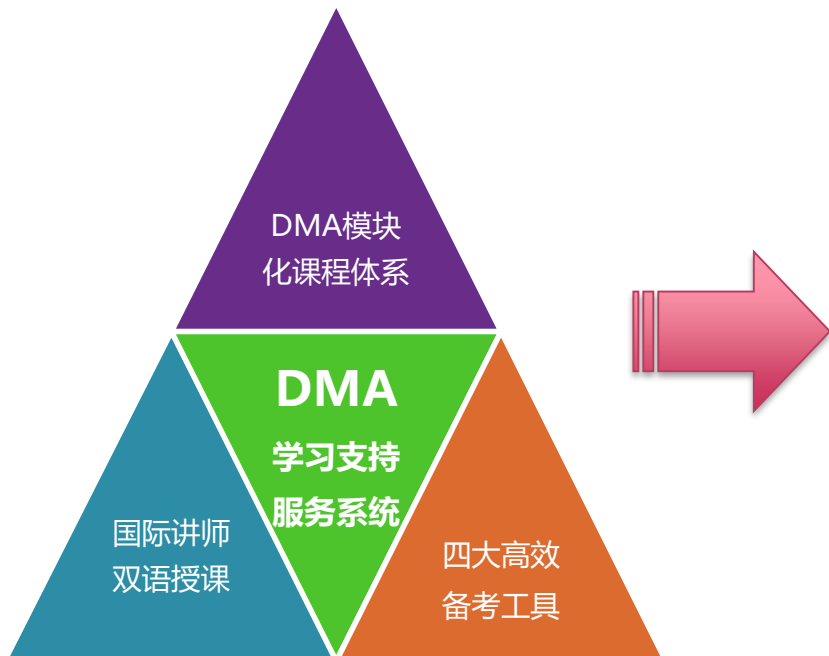 DMA模块
化课程体系
DMA
学习支持
服务系统
国际讲师
双语授课
四大高效
备考工具